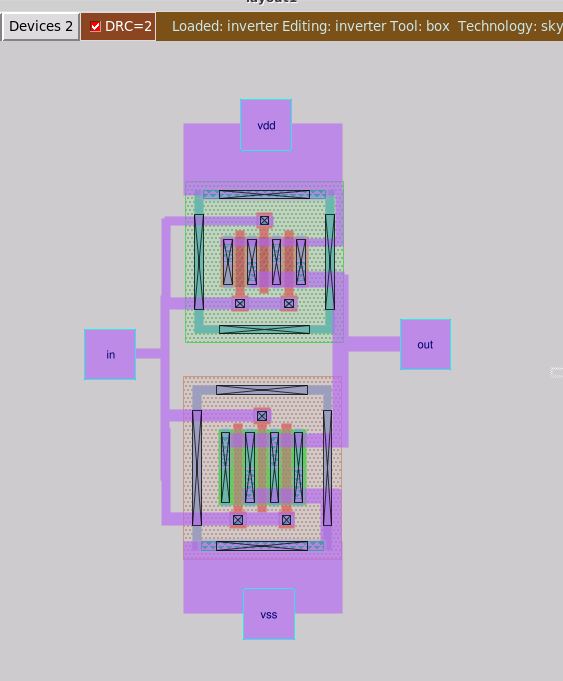 layout1
Devices 2 DRC=2 Loaded: inverter Editing: inverter Tool: box Technology: sky
vdd
in
out
vss